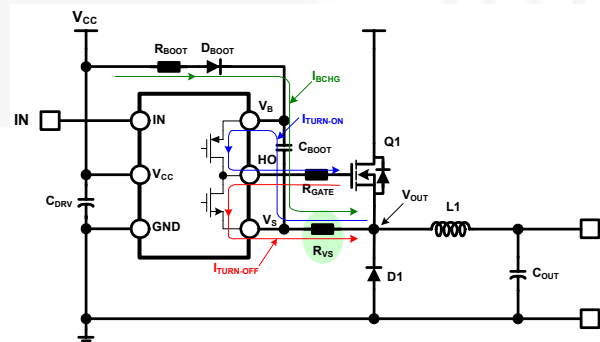 VCC
RBOOT DBOOT
IBCHG
IN
IN
VB
ITURN-ON
CBOOT
Q1
HO
VCC
RGATE
VOUT
L1
CDRV
GND
VS
RVS
ITURN-OFF
D1
COUT